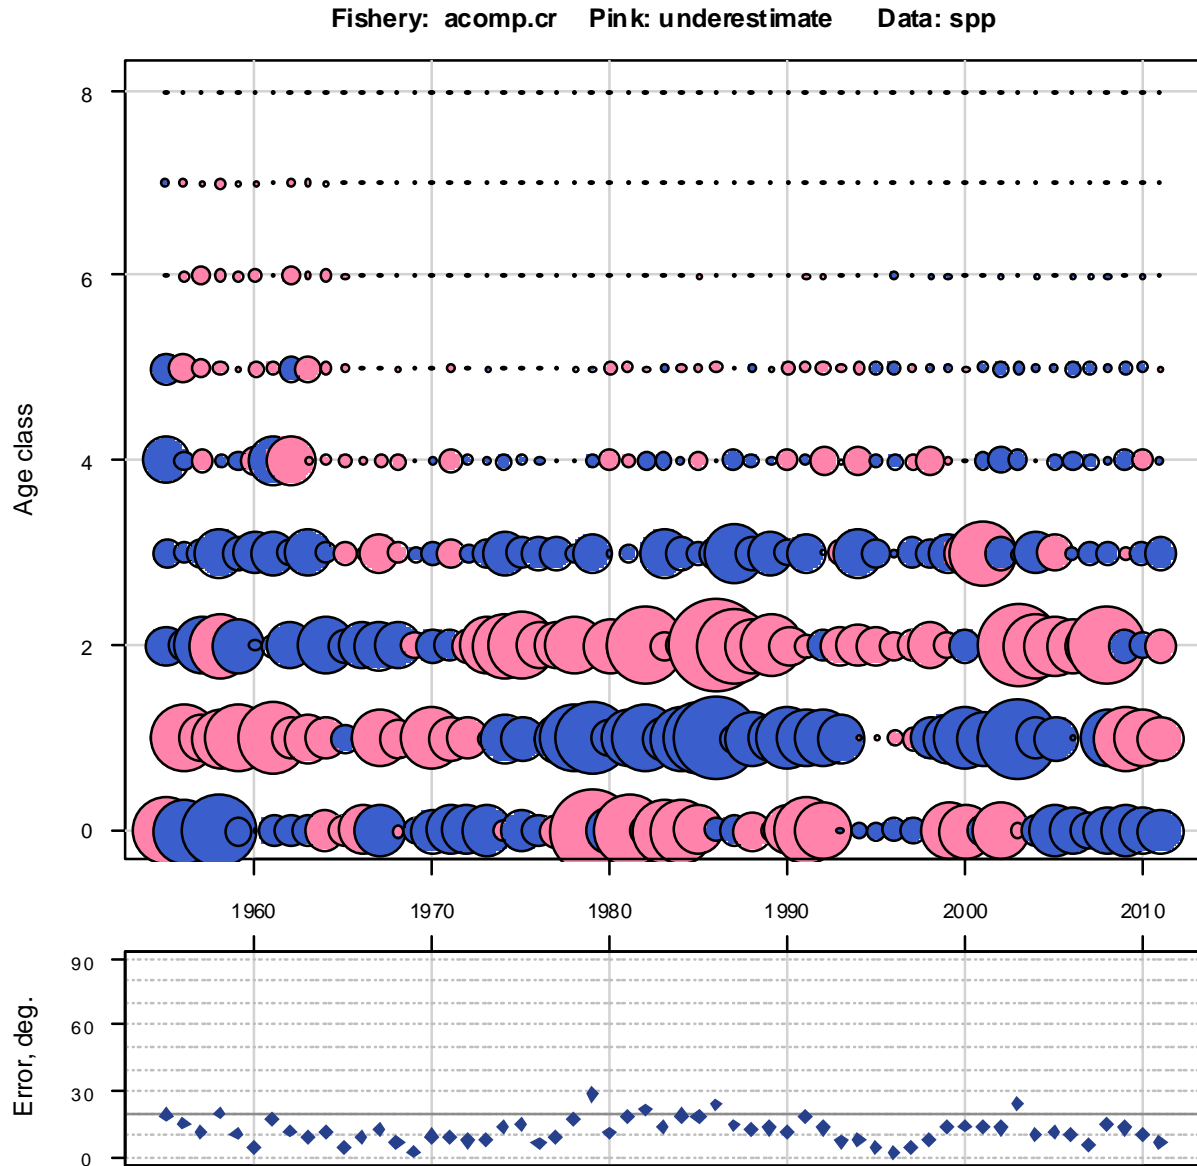 Fishery: acomp.cr Pink: underestimate Data: spp
8
6
4
2
0
Age class
1960 1970 1980 1990 2000 2010
90
60
30
0
Error, deg.